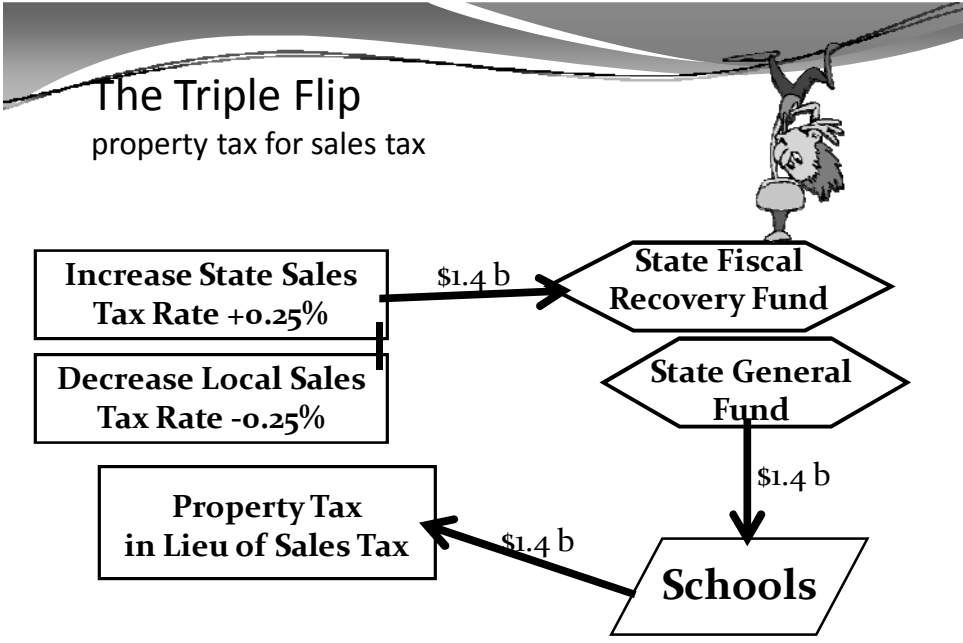 The Triple Flip
property tax for sales tax
Increase State Sales
Tax Rate +0.25%
$1.4 b
State Fiscal
Recovery Fund
Decrease Local Sales
Tax Rate -0.25%
State General
Fund
$1.4 b
Property Tax
in Lieu of Sales Tax
$1.4 b
Schools